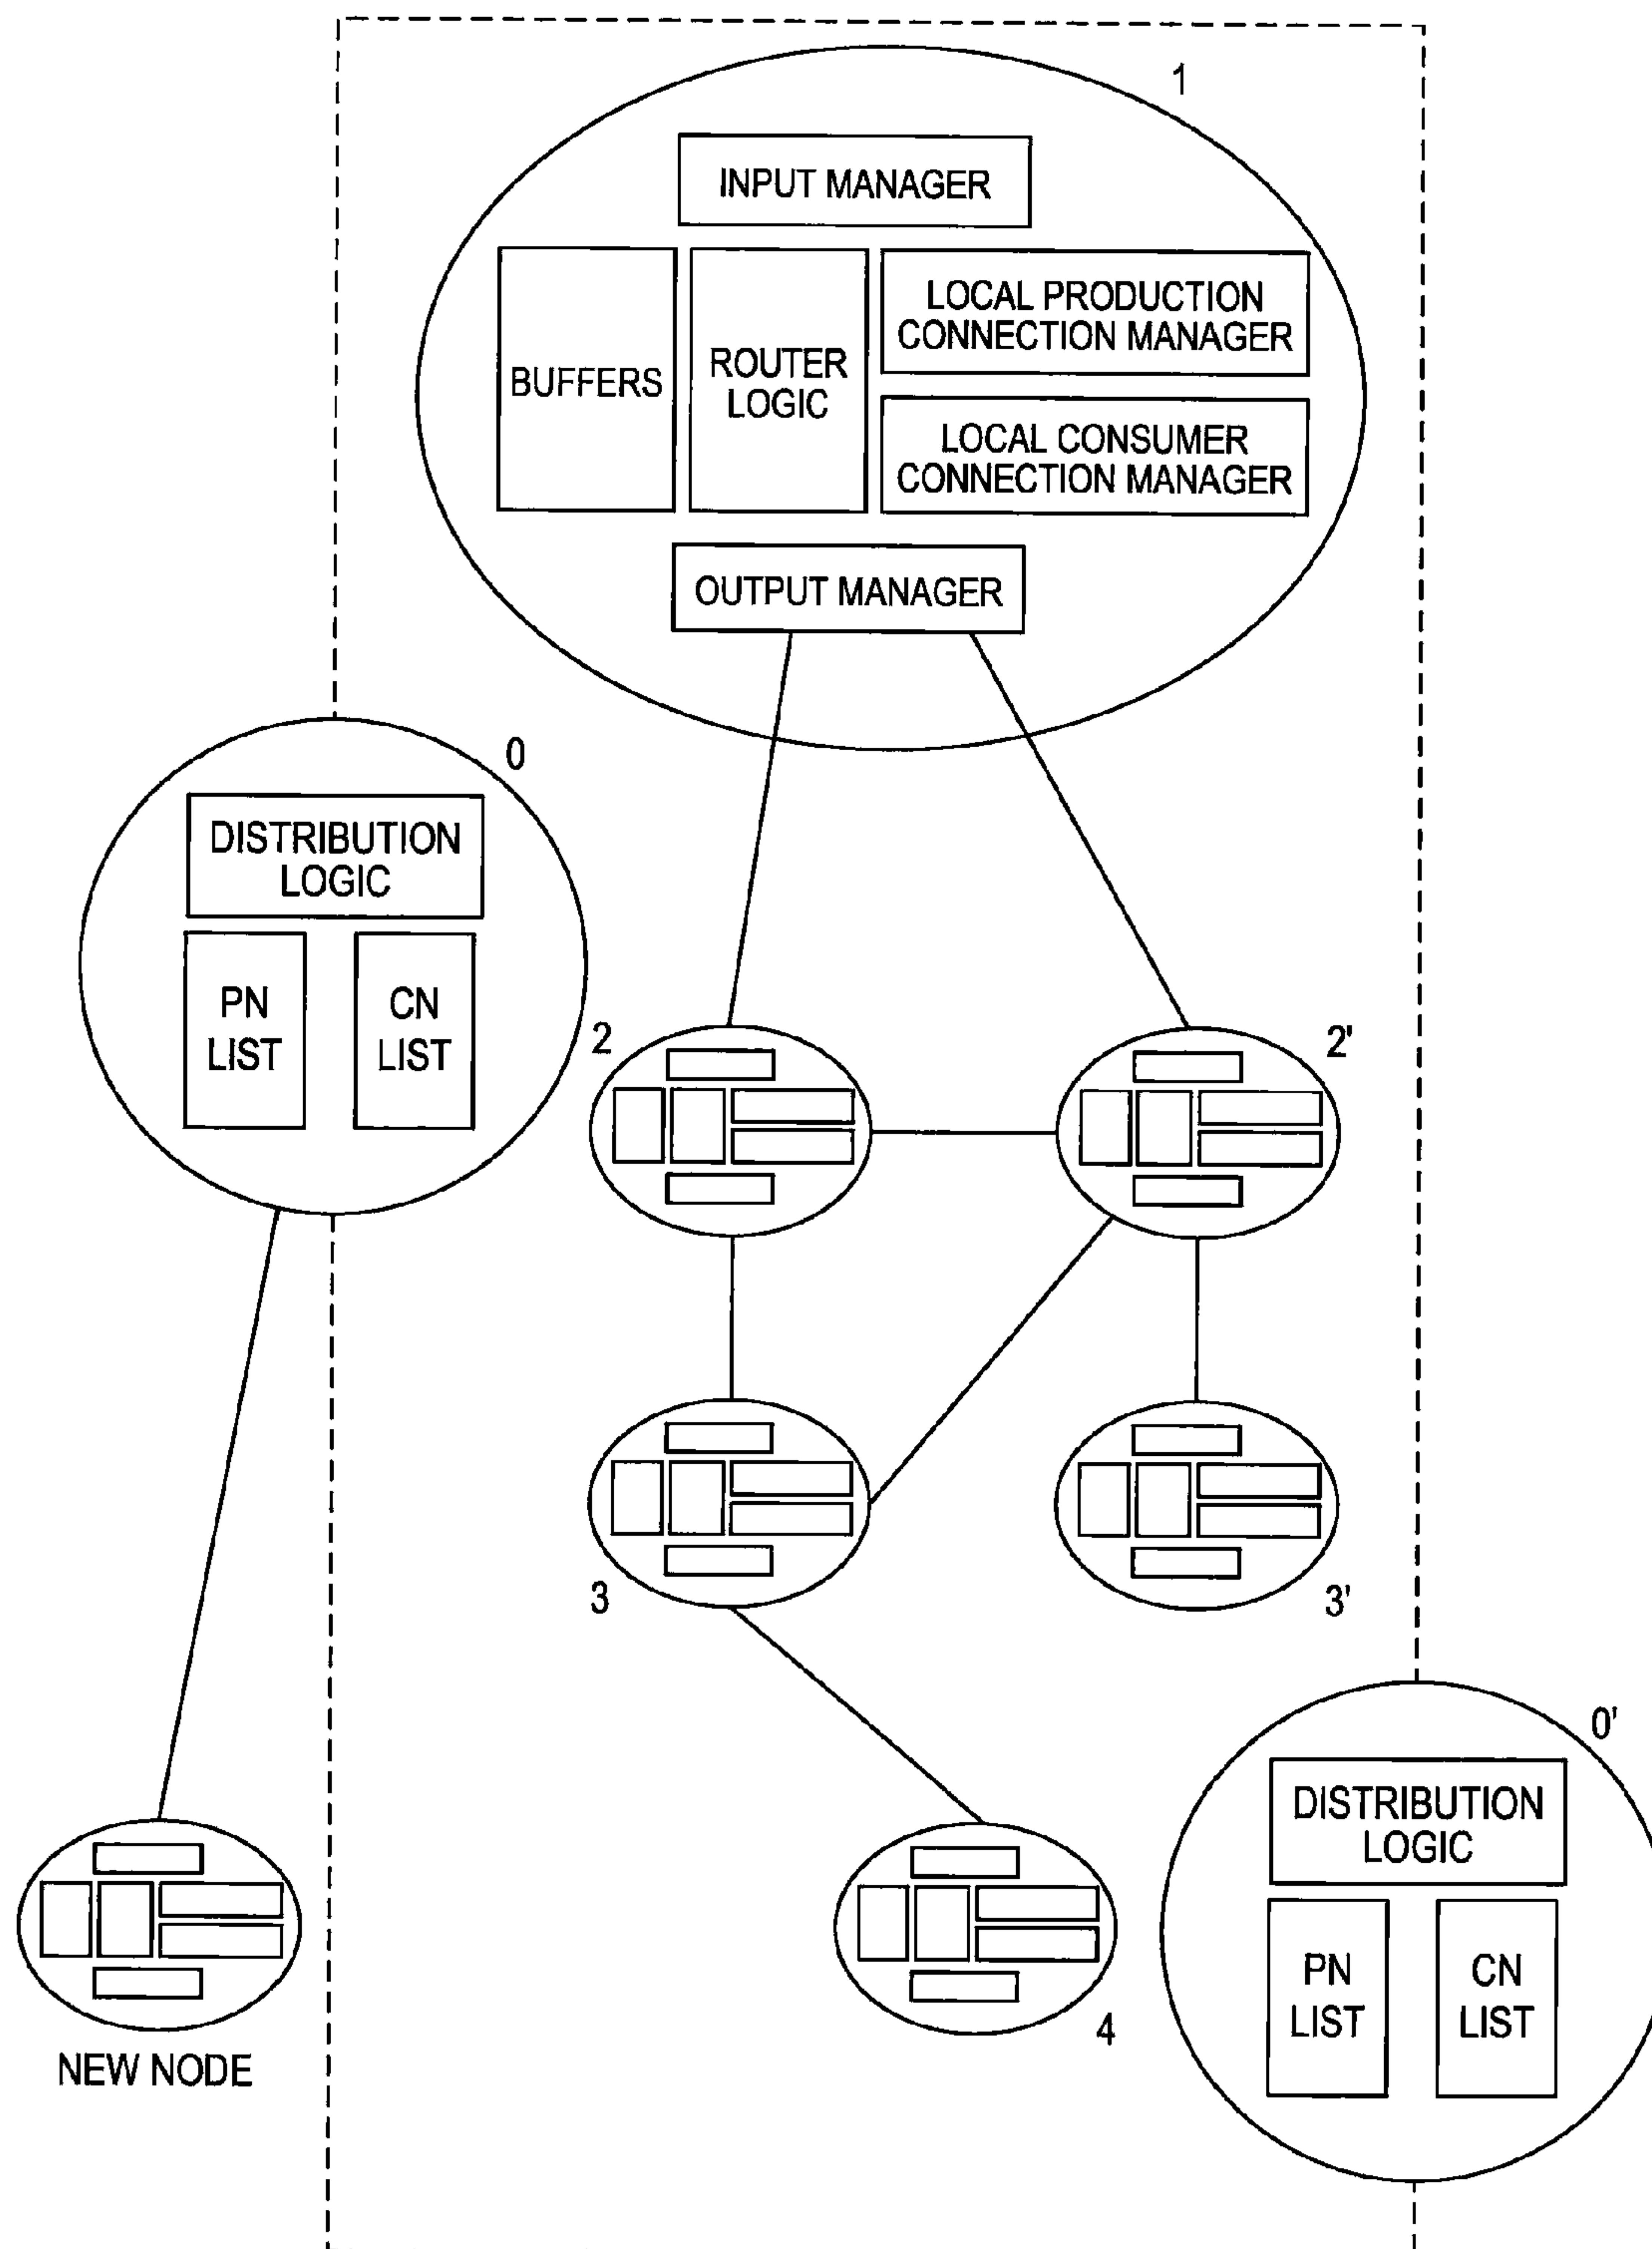 1
INPUT MANAGER
BUFFERS
ROUTER
LOGIC
LOCAL PRODUCTION
CONNECTION MANAGER
LOCAL CONSUMER
CONNECTION MANAGER
OUTPUT MANAGER
0
DISTRIBUTION
LOGIC
PN
LIST
CN
LIST
2
2'
3
3'
0'
DISTRIBUTION
LOGIC
PN
LIST
CN
LIST
4
NEW NODE